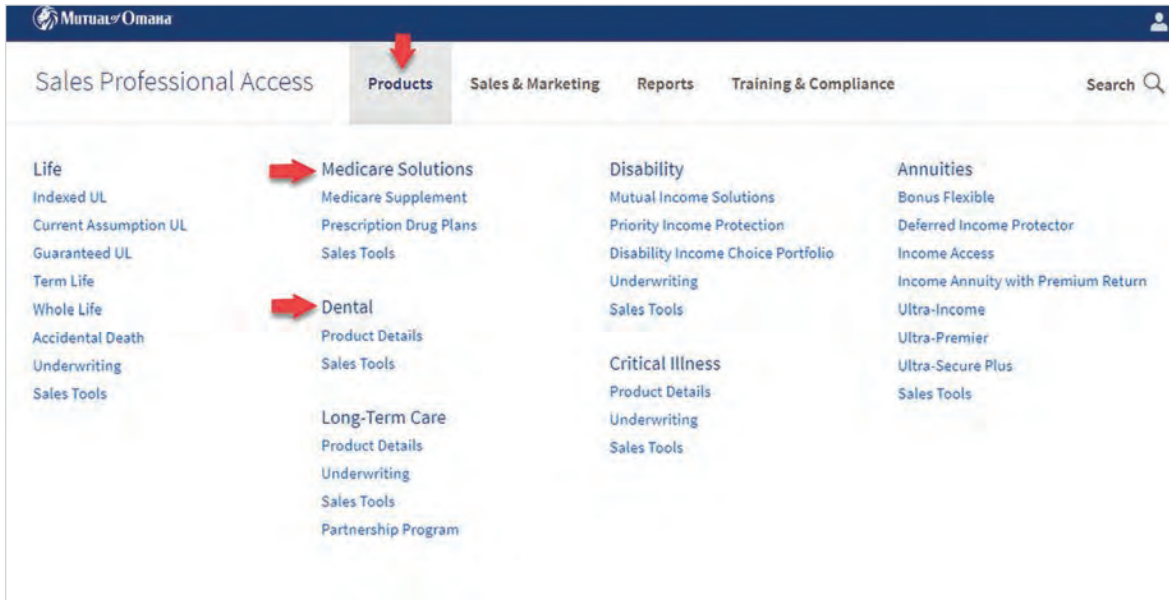 Mutual of Omaha
Sales Professional Access
Products
Sales & Marketing
Reports
Training & Compliance
Search
Life
Indexed UL
Current Assumption UL
Guaranteed UL
Term Life
Whole Life
Accidental Death
Underwriting
Sales Tools
Medicare Solutions
Medicare Supplement
Prescription Drug Plans
Sales Tools
Dental
Product Details
Sales Tools
Long-Term Care
Product Details
Underwriting
Sales Tools
Partnership Program
Disability
Mutual Income Solutions
Priority Income Protection
Disability Income Choice Portfolio
Underwriting
Sales Tools
Critical Illness
Product Details
Underwriting
Sales Tools
Annuities
Bonus Flexible
Deferred Income Protector
Income Access
Income Annuity with Premium Return
Ultra-Income
Ultra-Premier
Ultra-Secure Plus
Sales Tools